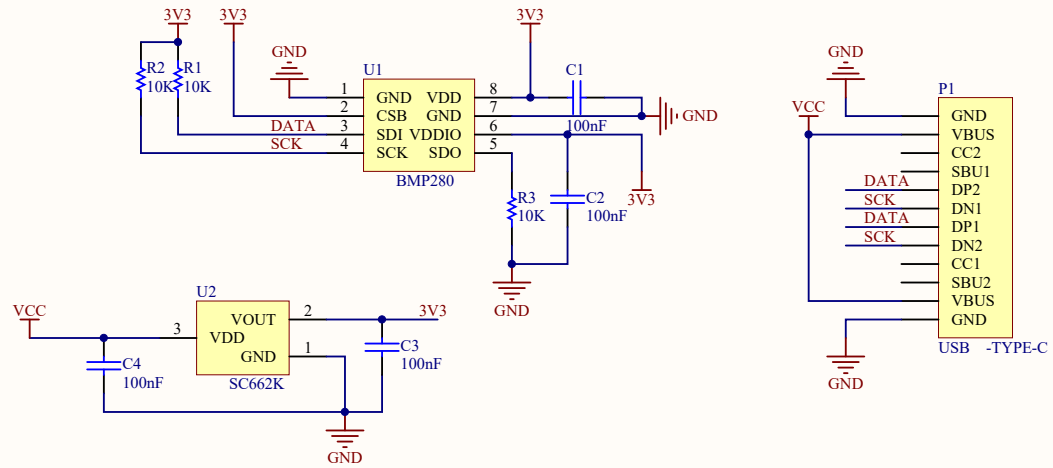 3V3
3V3
R2
10K
R1
10K
GND
U1
1
2
3
4
DATA
SCK
GND
CSB
SDI
SCK
VDD
GND
VDDIO
SDO
8
7
6
5
BMP280
3V3
C1
100nF
GND
3V3
R3
10K
C2
100nF
GND
VCC
C4
100nF
U2
3
VDD
VOUT
GND
2
1
SC662K
3V3
C3
100nF
GND
GND
VCC
P1
GND
VBUS
CC2
SBU1
DATA DP2
SCK DN1
DATA DP1
SCK DN2
CC1
SBU2
VBUS
GND
USB -TYPE-C
GND